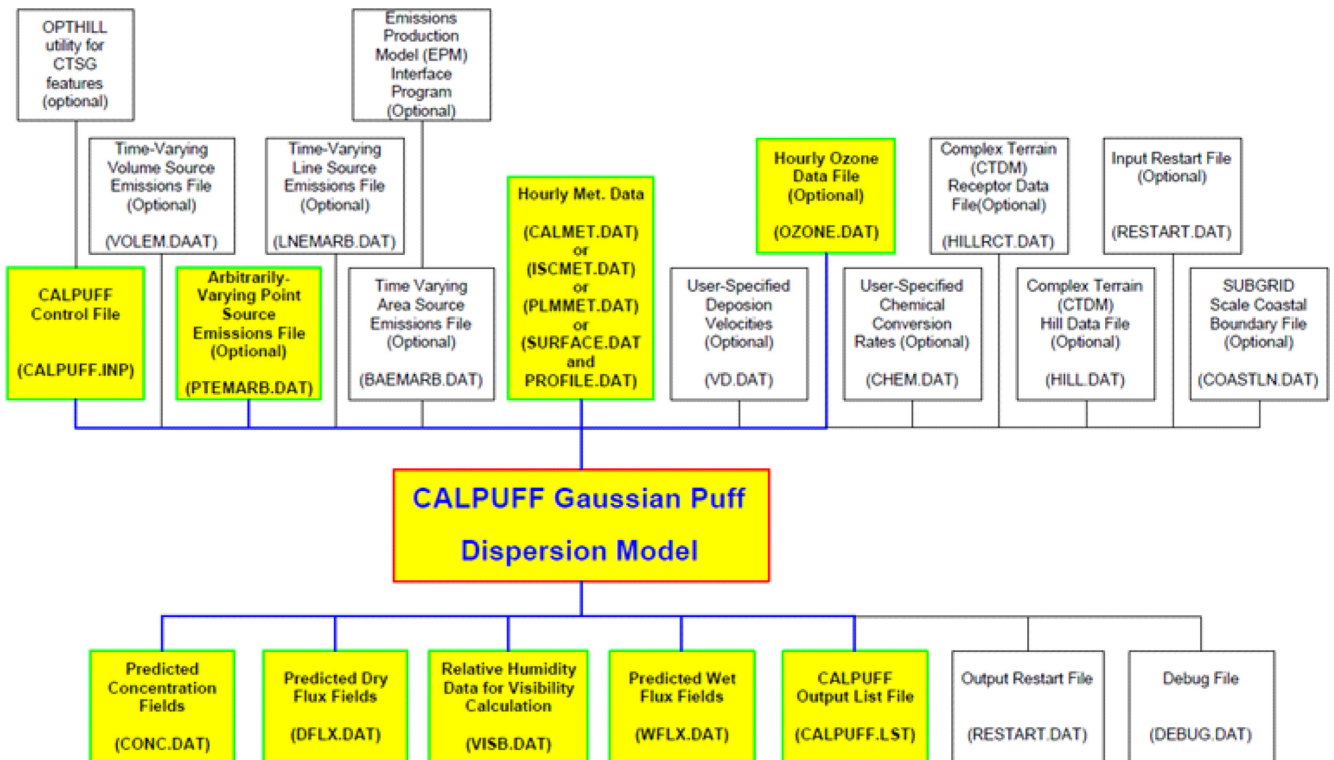 OPTHILL
utility for
CTSG
features
(optional)
Emissions
Production
Model (EPM)
Interface
Program
(Optional)
Time-Varying
Volume Source
Emissions File
(Optional)
(VOLEM.DAAT)
Time-Varying
Line Source
Emissions File
(Optional)
(LNEMARB.DAT)
Hourly Met. Data
(CALMET.DAT)
or
(ISCMET.DAT)
or
(PLMMET.DAT)
or
(SURFACE.DAT
and
PROFILE.DAT)
Hourly Ozone
Data File
(Optional)
(OZONE.DAT)
Complex Terrain
(CTDM)
Receptor Data
File(Optional)
(HILLRCT.DAT)
Input Restart File
(Optional)
(RESTART.DAT)
CALPUFF
Control File
(CALPUFF.INP)
Arbitrarily-
Varying Point
Source
Emissions File
(Optional)
(PTEMARB.DAT)
Time Varying
Area Source
Emissions File
(Optional)
(BAEMARB.DAT)
User-Specified
Deposion
Velocities
(Optional)
(VD.DAT)
User-Specified
Chemical
Conversion
Rates (Optional)
(CHEM.DAT)
Complex Terrain
(CTDM)
Hill Data File
(Optional)
(HILL.DAT)
SUBGRID
Scale Coastal
Boundary File
(Optional)
(COASTLN.DAT)
CALPUFF Gaussian Puff
Dispersion Model
Predicted
Concentration
Fields
(CONC.DAT)
Predicted Dry
Flux Fields
(DFLX.DAT)
Relative Humidity
Data for Visibility
Calculation
(VISB.DAT)
Predicted Wet
Flux Fields
(WFLX.DAT)
CALPUFF
Output List File
(CALPUFF.LST)
Output Restart File
(RESTART.DAT)
Debug File
(DEBUG.DAT)